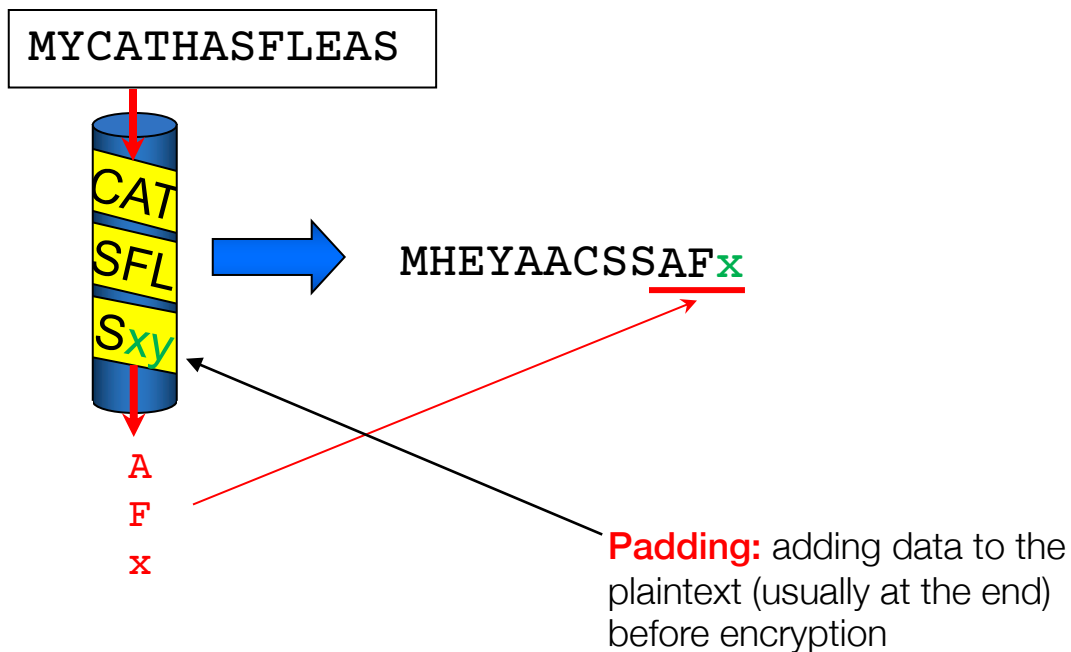 MYCATHASFLEAS
CAT
SFL
Sxy
MHEYAACSSAFx
A
F
x
Padding: adding data to the
plaintext (usually at the end)
before encryption